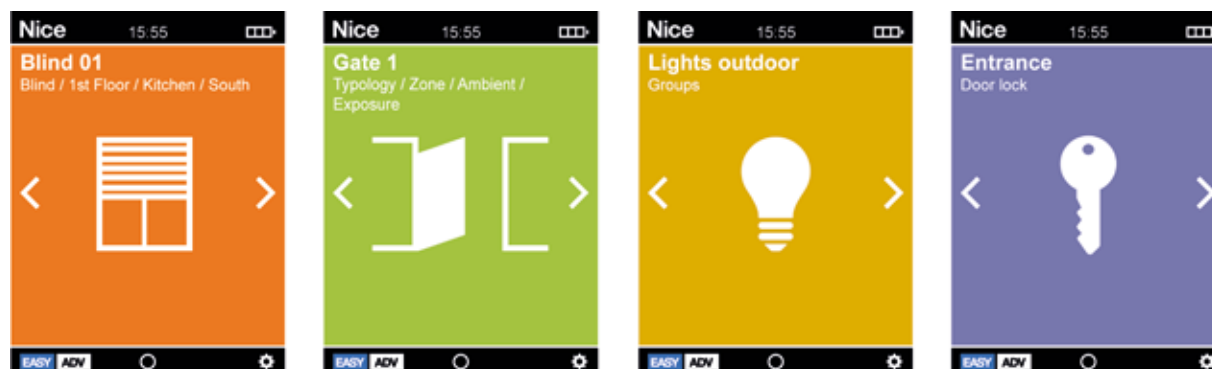 Nice 15:55
Blind 01
Blind / 1st Floor / Kitchen / South
EASY ADV
Nice 15:55
Gate 1
Typology / Zone / Ambient /
Exposure
EASY ADV
Nice 15:55
Lights outdoor
Groups
EASY ADV
Nice 15:55
Entrance
Door lock
EASY ADV